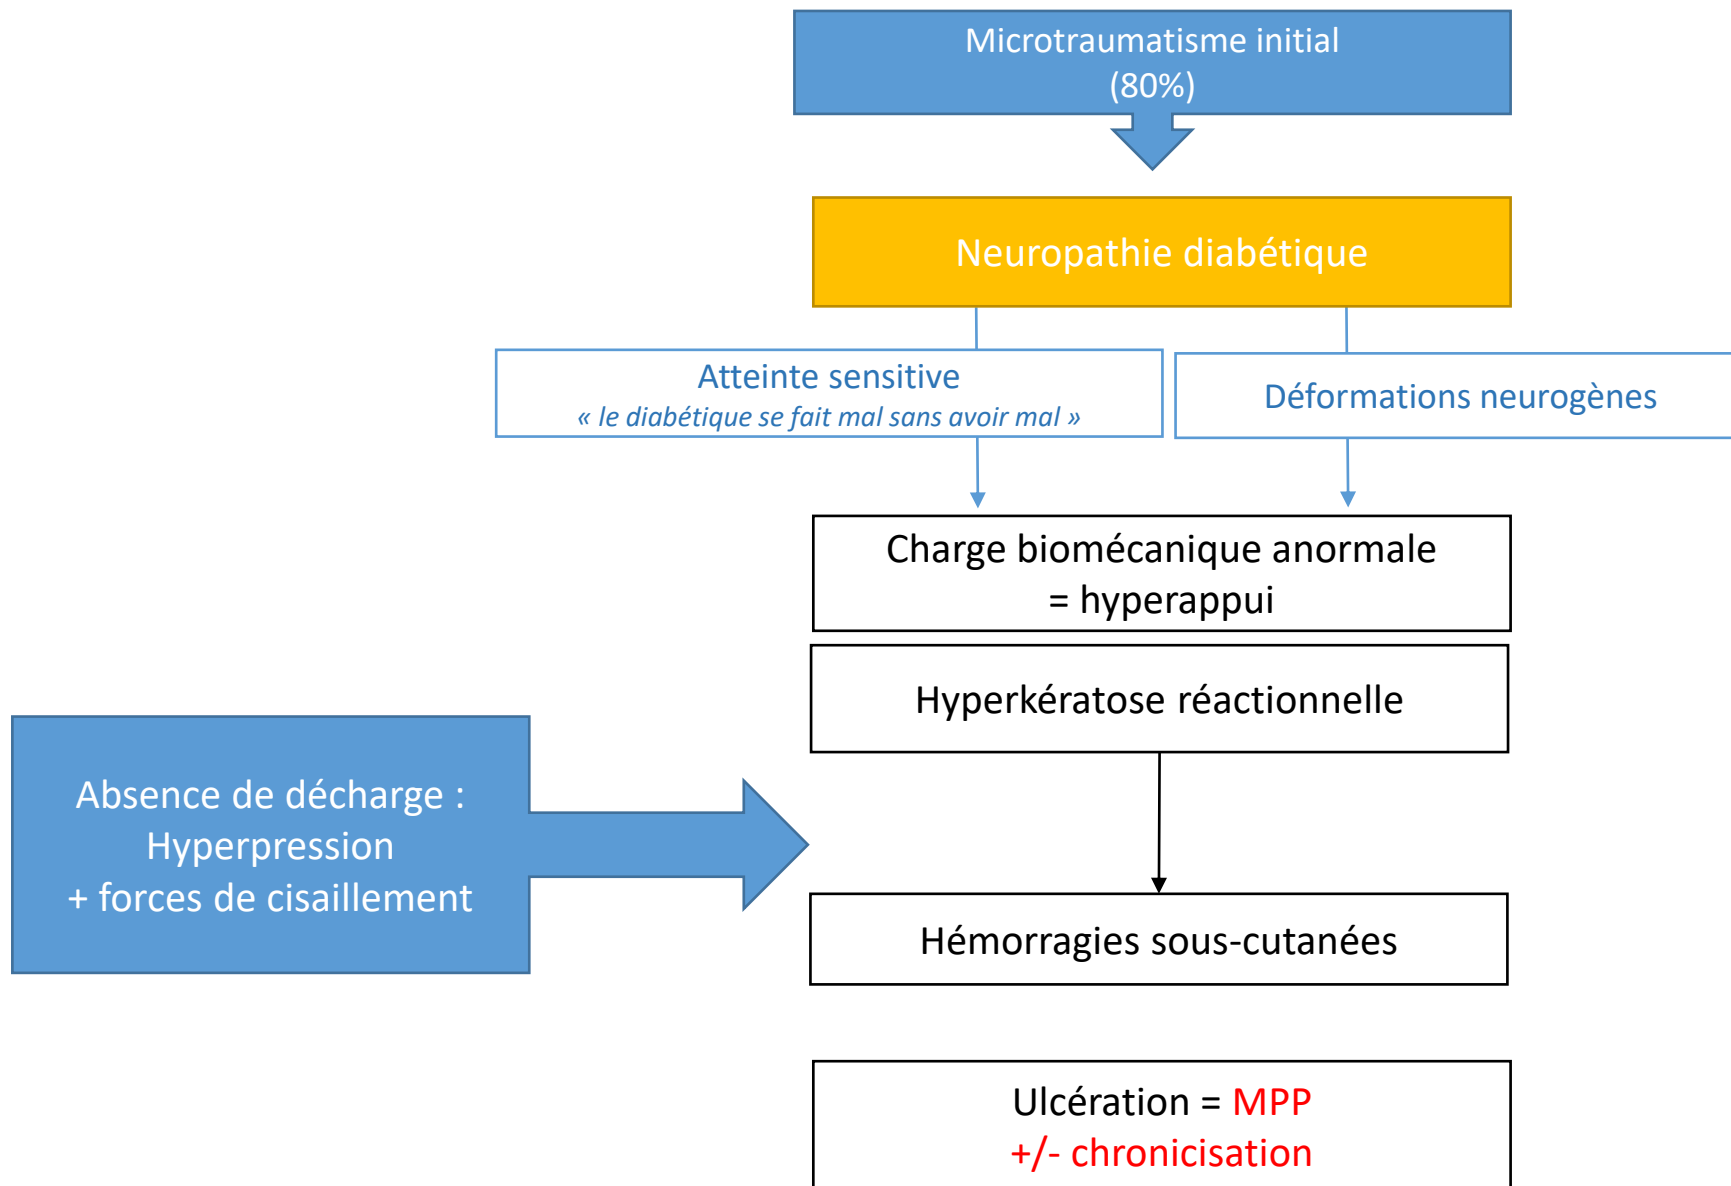 Microtraumatisme initial
(80%)
Neuropathie diabétique
Atteinte sensitive
« le diabétique se fait mal sans avoir mal »
Déformations neurogènes
Charge biomécanique anormale
= hyperappui
Hyperkératose réactionnelle
Absence de décharge :
Hyperpression
+ forces de cisaillement
Hémorragies sous-cutanées
Ulcération = MPP
+/- chronicisation